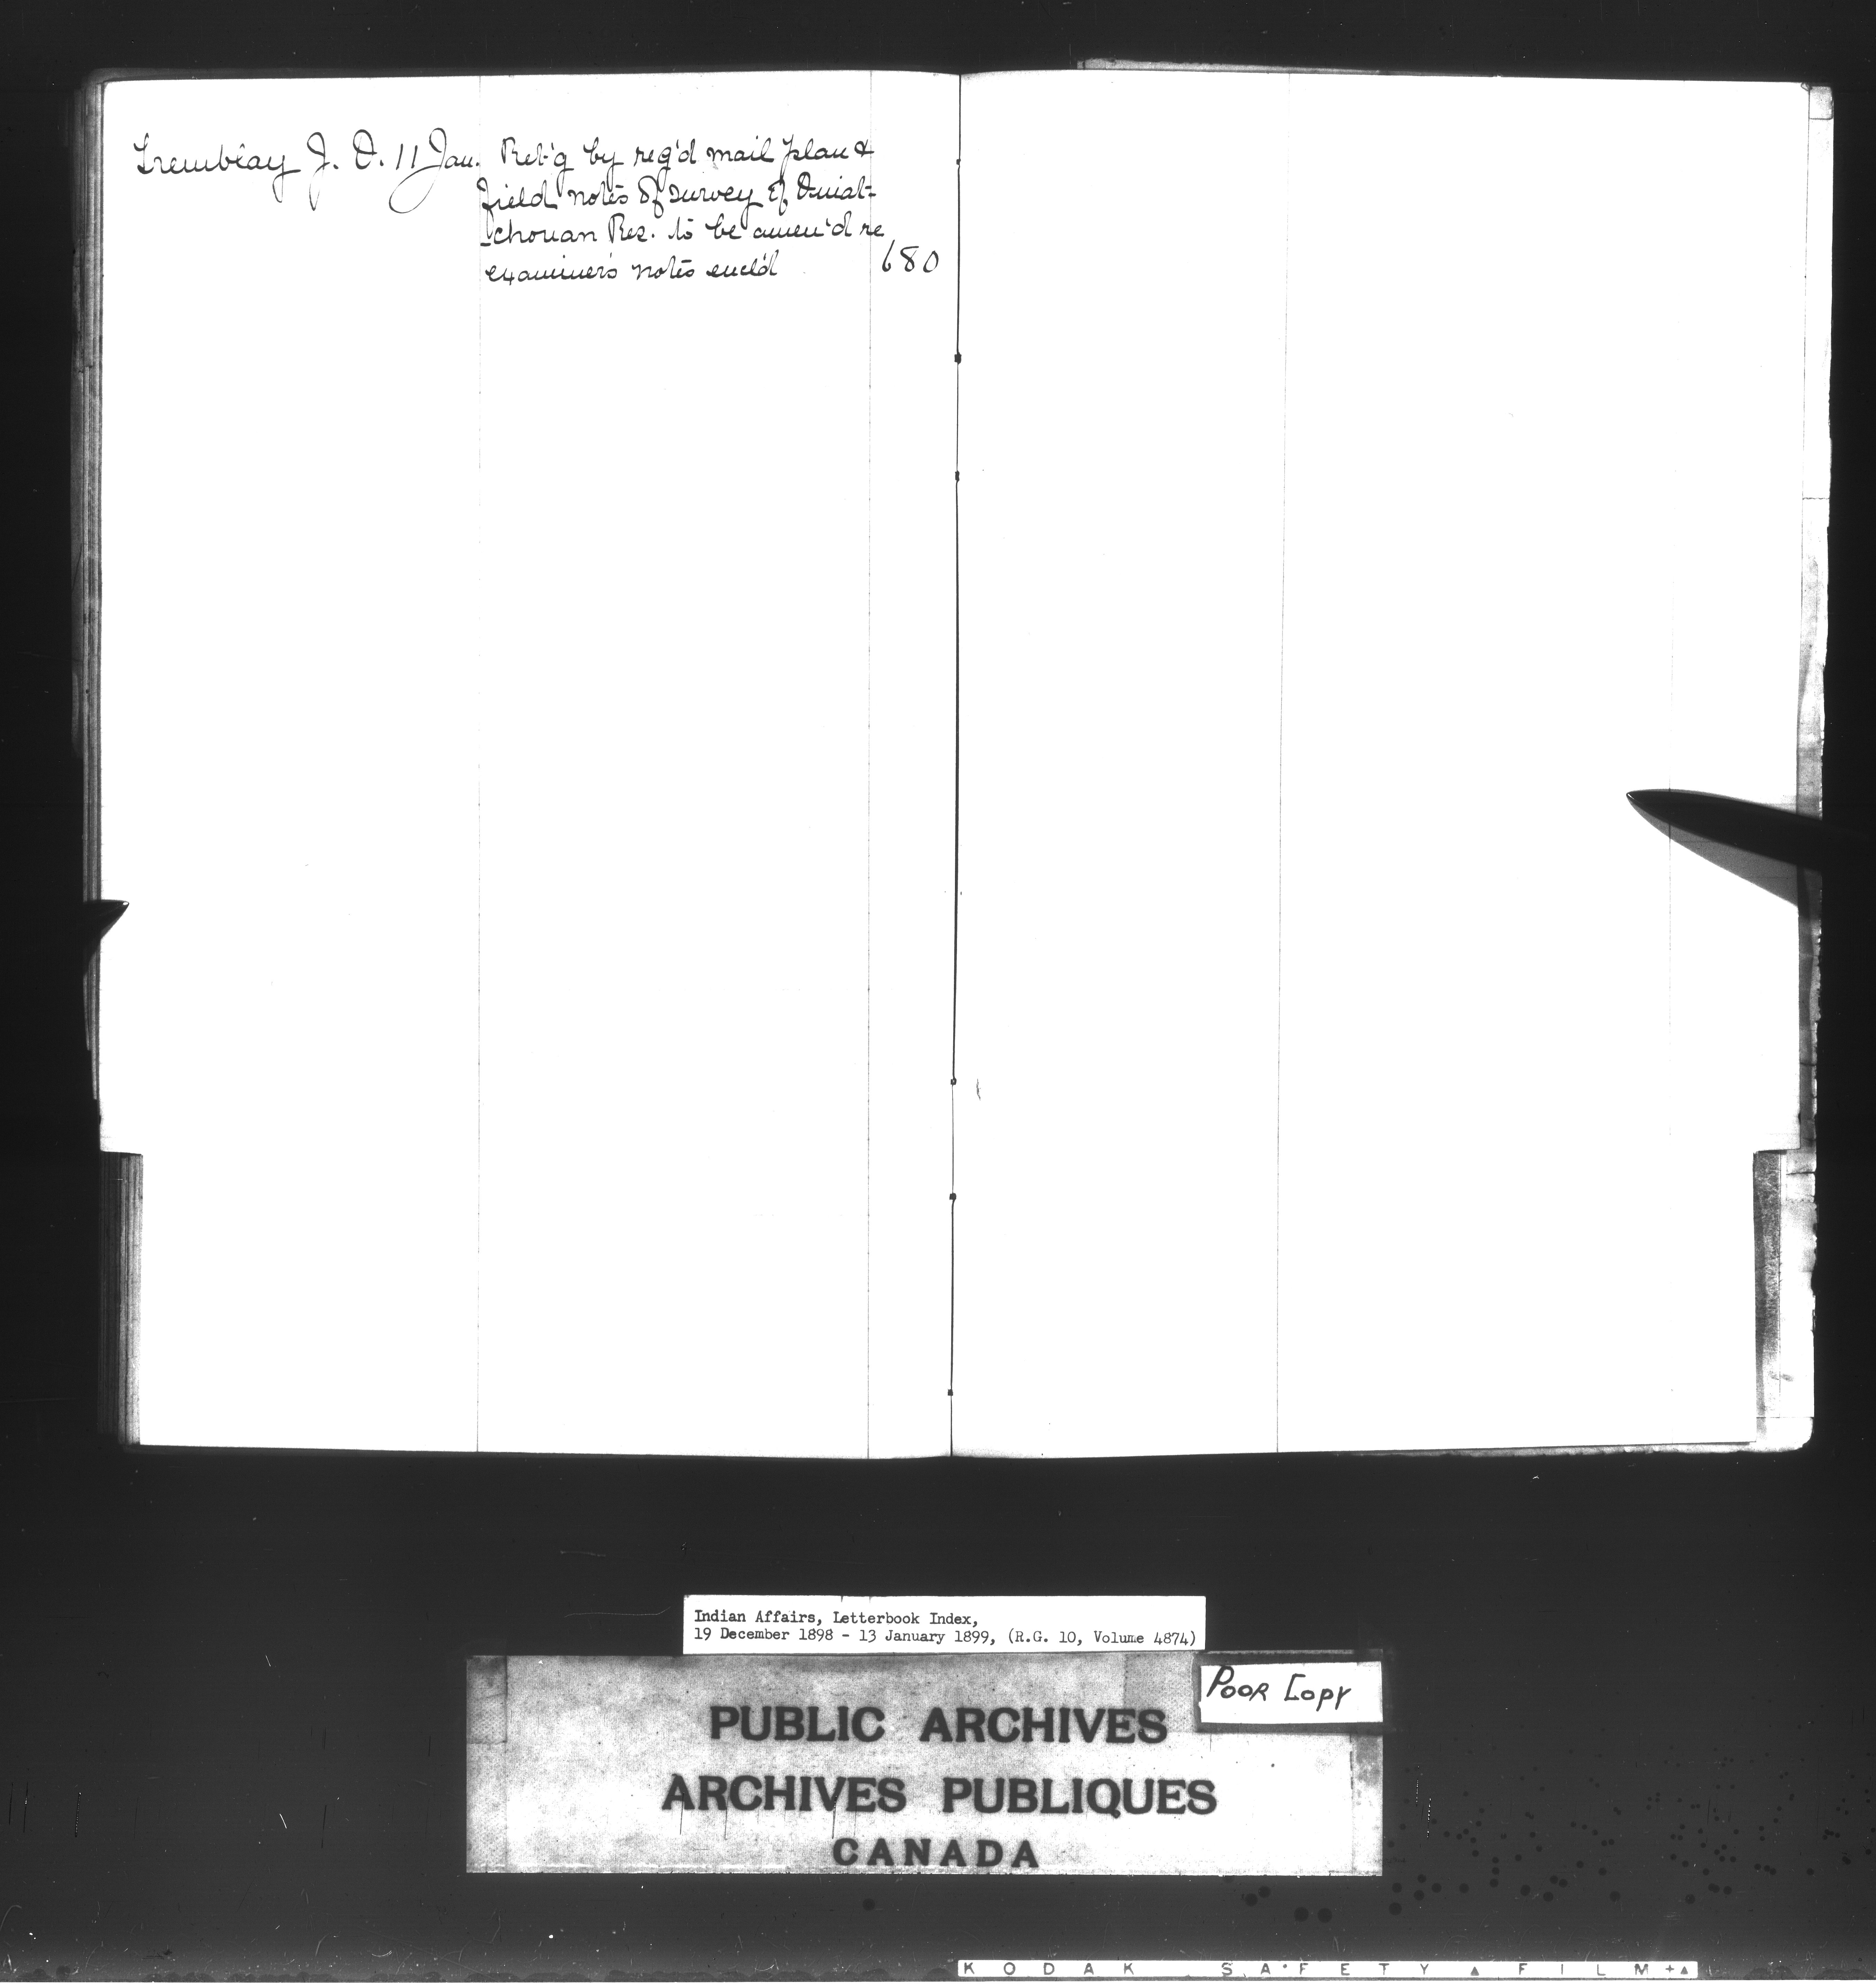 Tremblay J. O. 11 Jan. Ret'g by reg'd mail plan &
field notes of survey of Ouiat-
chouan Res. to be amen'd re
examiner's notes encl'd 680
Indian Affairs, Letterbook Index,
19 December 1898 - 13 January 1899, (R.G. 10, Volume 4874)
POOR COPY
PUBLIC ARCHIVES
ARCHIVES PUBLIQUES
CANADA
KODAK SAFETY FILM